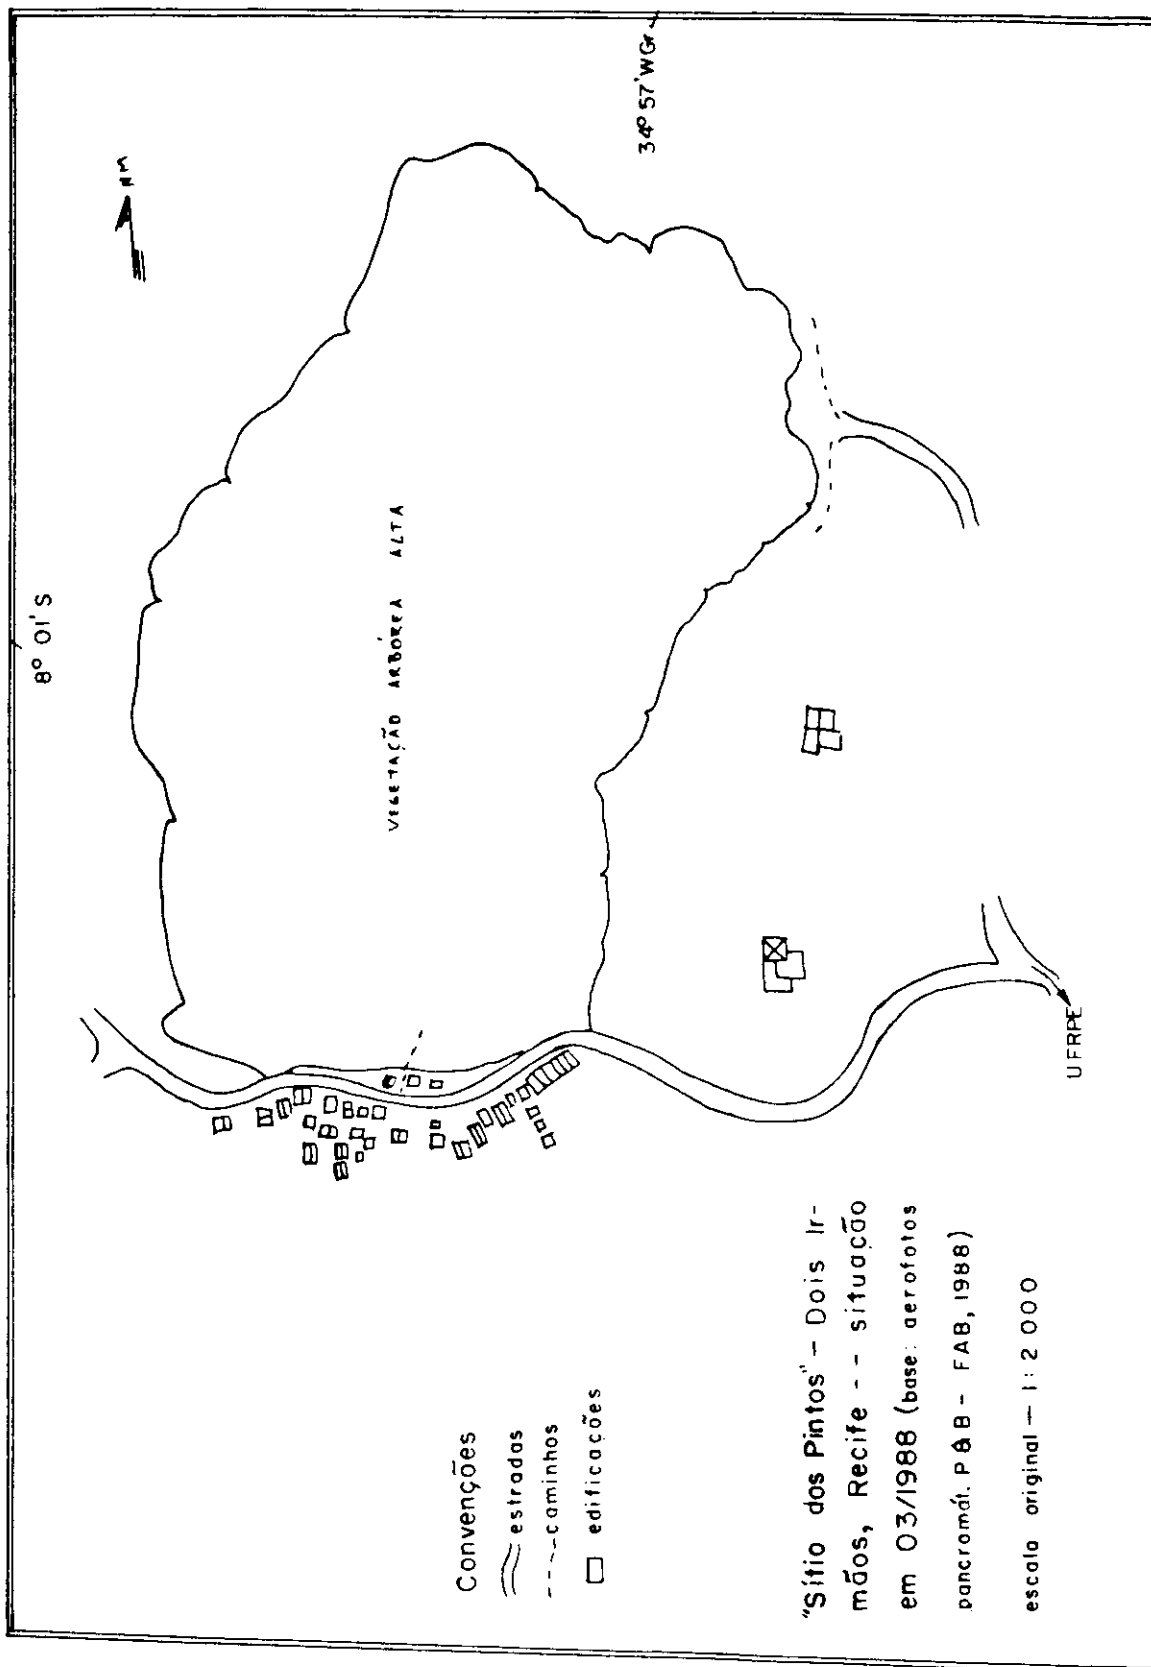 8° 01'S
34° 57' WGr
NM
VEGETAÇÃO ARBÓREA ALTA
UFRPE
Convenções
estradas
caminhos
edificações
"Sítio dos Pintos" - Dois Ir-
mãos, Recife - - situação
em 03/1988 (base: aerofotos
pancromát. P&B - FAB, 1988)
escala original — 1: 2 000